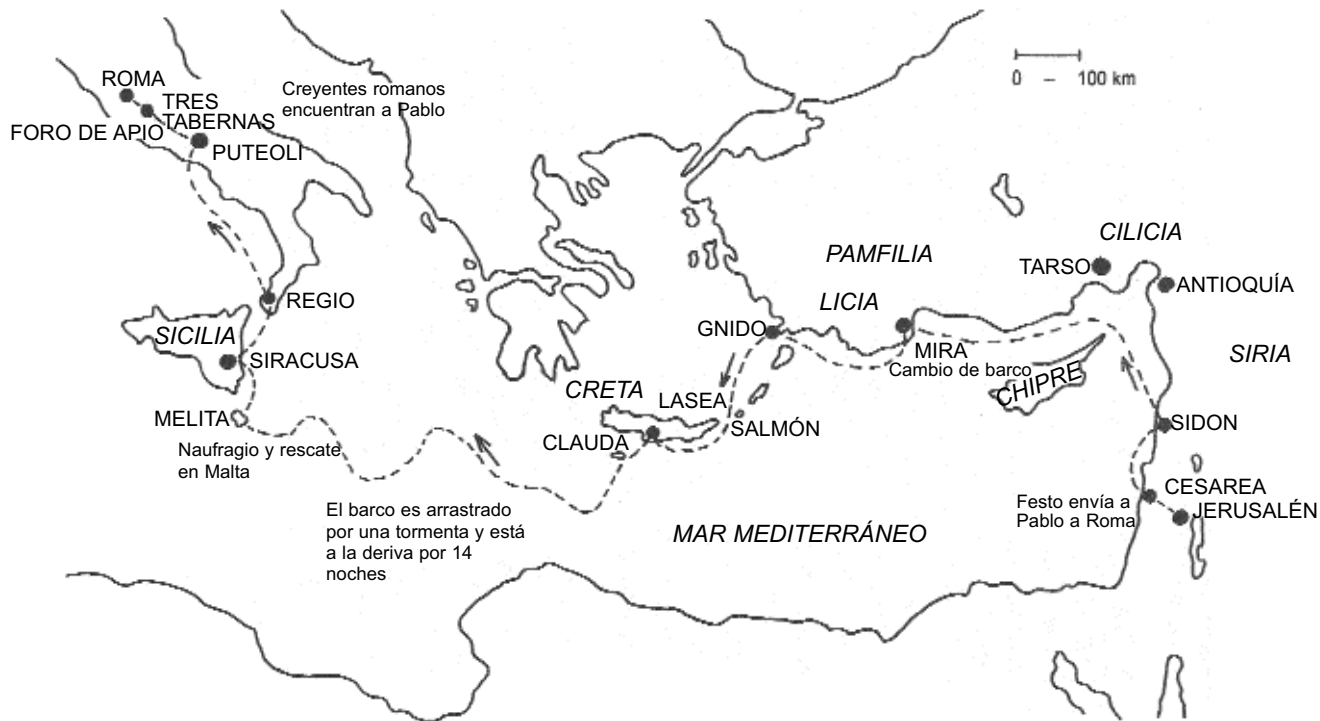 0 – 100 km
ROMA
TRES
TABERNAS
FORO DE APIO
PUTEOLI
Creyentes romanos
encuentran a Pablo
REGIO
SICILIA
SIRACUSA
MELITA
Naufragio y rescate
en Malta
El barco es arrastrado
por una tormenta y está
a la deriva por 14
noches
CRETA
LASEA
CLAUDA
SALMÓN
GNIDO
PAMFILIA
LICIA
MIRA
Cambio de barco
CHIPRE
CILICIA
TARSO
ANTIOQUÍA
SIRIA
SIDON
CESAREA
JERUSALÉN
Festo envía a
Pablo a Roma
MAR MEDITERRÁNEO